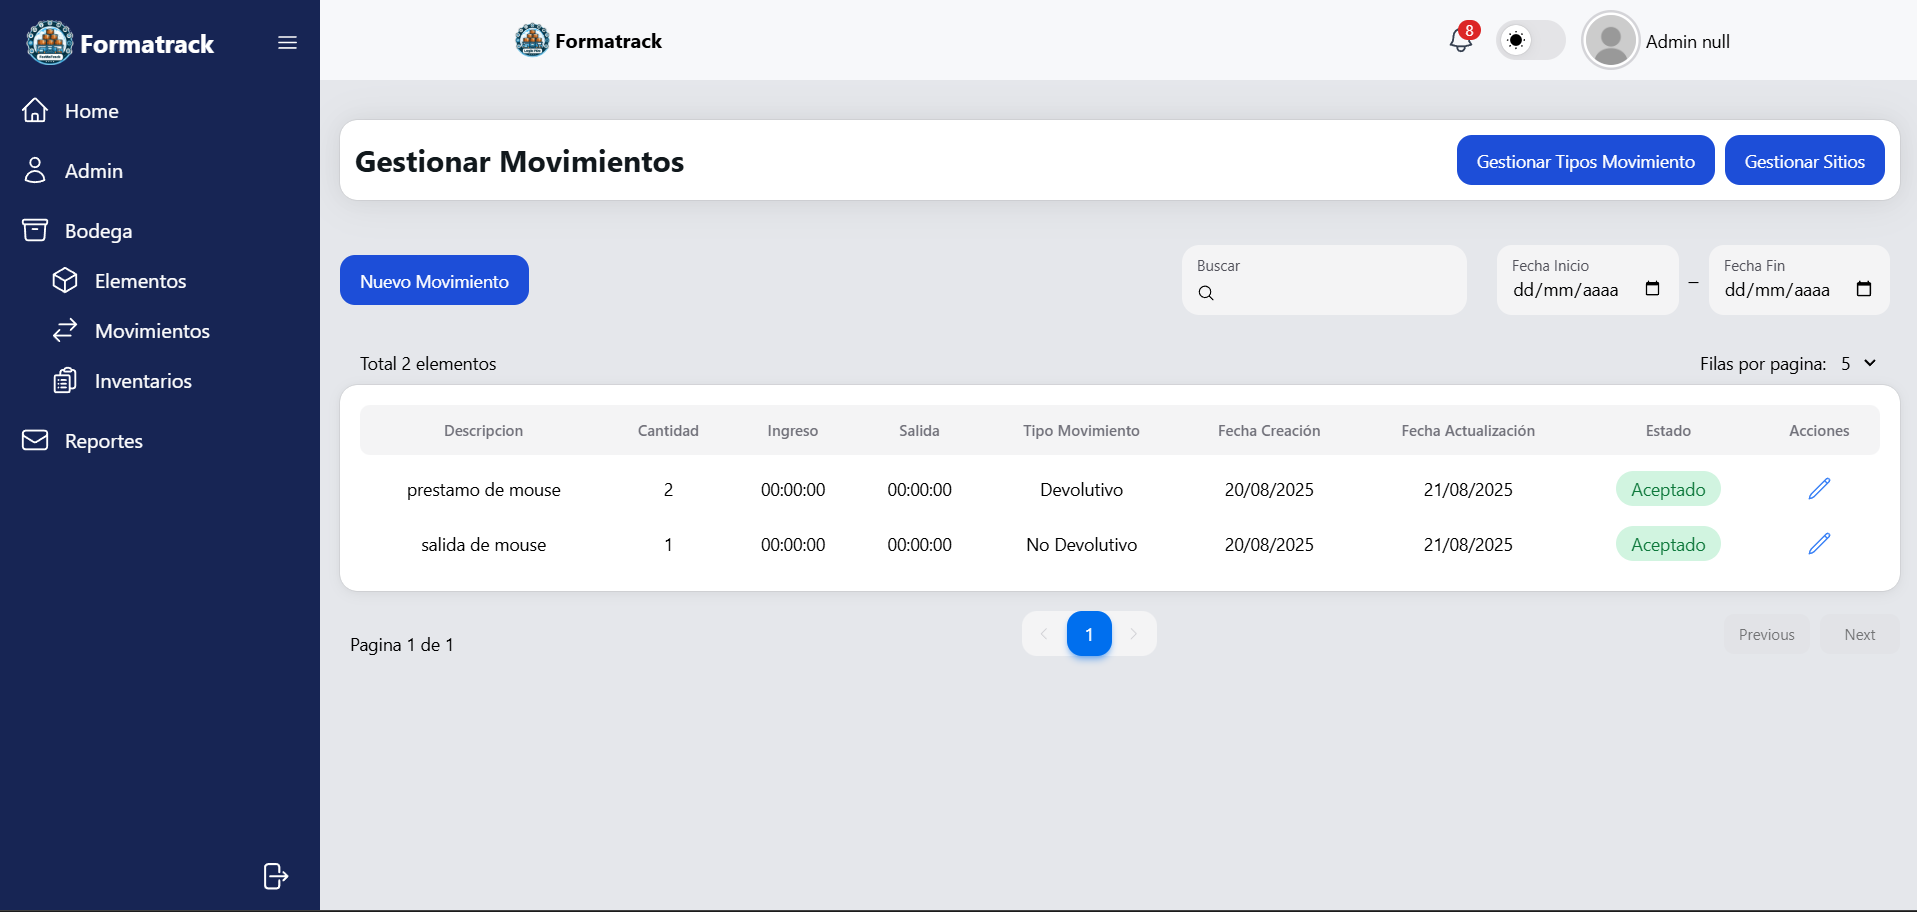 Formatrack
Home
Admin
Bodega
Elementos
Movimientos
Inventarios
Reportes
Formatrack
8
Admin null
Gestionar Movimientos
Gestionar Tipos Movimiento
Gestionar Sitios
Nuevo Movimiento
Buscar
Fecha Inicio
dd/mm/aaaa
–
Fecha Fin
dd/mm/aaaa
Total 2 elementos
Filas por pagina: 5
Descripcion Cantidad Ingreso Salida Tipo Movimiento Fecha Creación Fecha Actualización Estado Acciones
prestamo de mouse 2 00:00:00 00:00:00 Devolutivo 20/08/2025 21/08/2025 Aceptado
salida de mouse 1 00:00:00 00:00:00 No Devolutivo 20/08/2025 21/08/2025 Aceptado
Pagina 1 de 1
1
Previous
Next